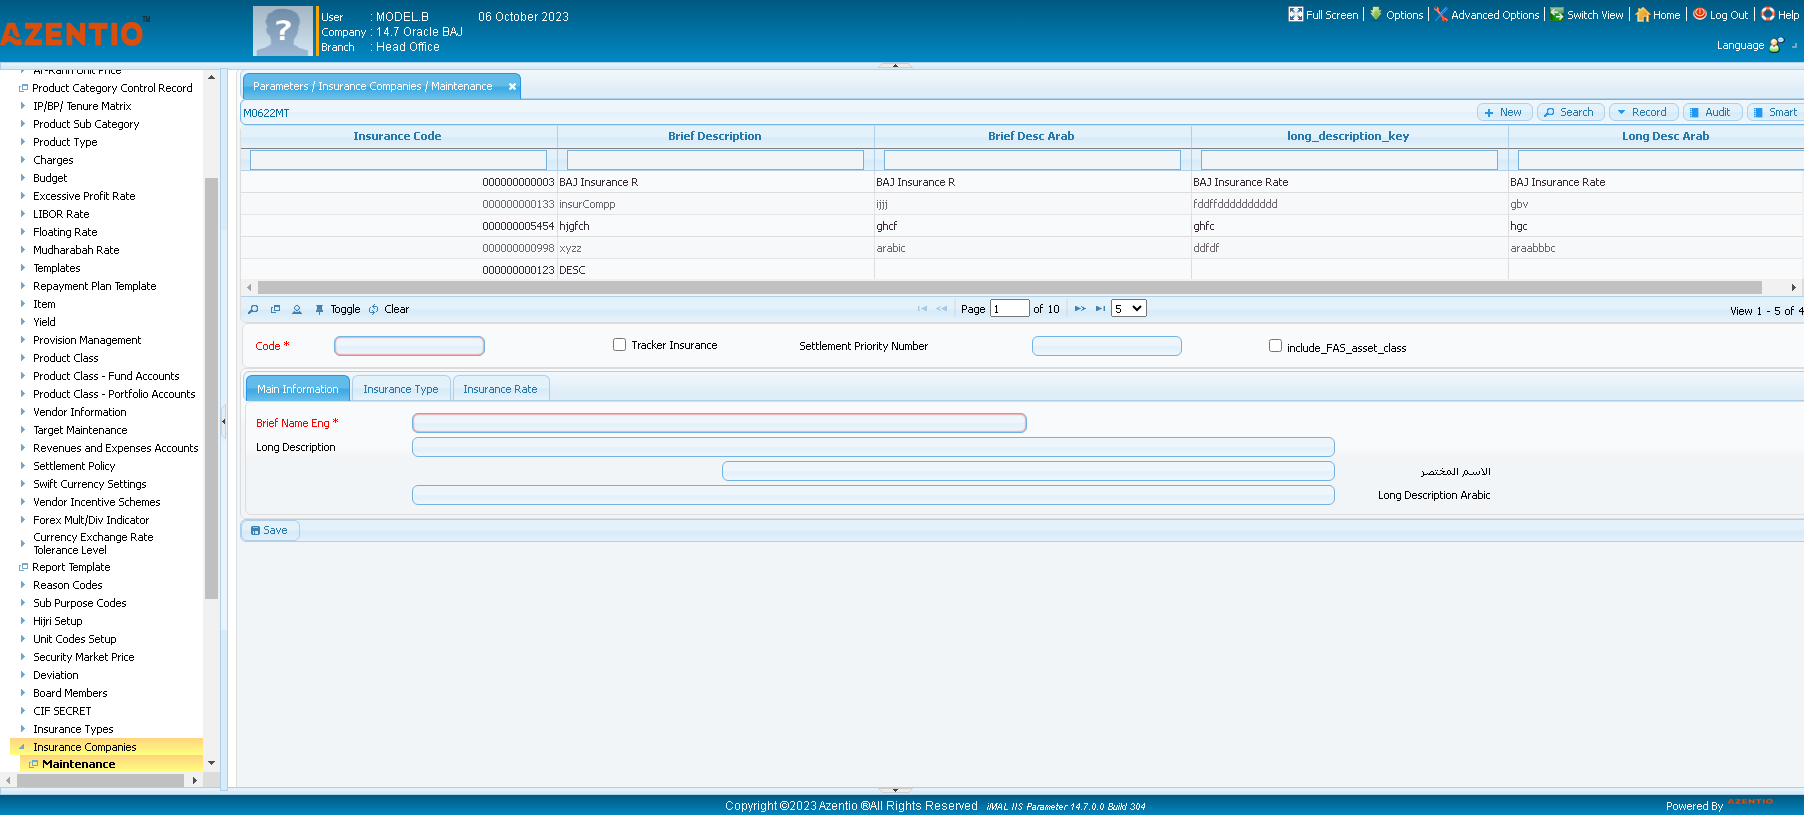 AZENTIO™
User : MODEL.B 06 October 2023
Company : 14.7 Oracle BAJ
Branch : Head Office
Full Screen Options Advanced Options Switch View Home Log Out Help
Language
Al-Rahn Unit Price
Product Category Control Record
IP/BP/ Tenure Matrix
Product Sub Category
Product Type
Charges
Budget
Excessive Profit Rate
LIBOR Rate
Floating Rate
Mudharabah Rate
Templates
Repayment Plan Template
Item
Yield
Provision Management
Product Class
Product Class - Fund Accounts
Product Class - Portfolio Accounts
Vendor Information
Target Maintenance
Revenues and Expenses Accounts
Settlement Policy
Swift Currency Settings
Vendor Incentive Schemes
Forex Mult/Div Indicator
Currency Exchange Rate
Tolerance Level
Report Template
Reason Codes
Sub Purpose Codes
Hijri Setup
Unit Codes Setup
Security Market Price
Deviation
Board Members
CIF SECRET
Insurance Types
Insurance Companies
Maintenance
Parameters / Insurance Companies / Maintenance
M0622MT
New Search Record Audit Smart
Insurance Code Brief Description Brief Desc Arab long_description_key Long Desc Arab
000000000003 BAJ Insurance R BAJ Insurance R BAJ Insurance Rate BAJ Insurance Rate
000000000133 insurCompp ijjj fddffdddddddddd gbv
000000005454 hjgfch ghcf ghfc hgc
000000000998 xyzz arabic ddfdf araabbbc
000000000123 DESC
Toggle Clear Page 1 of 10 5 View 1 - 5 of 4
Code * Tracker Insurance Settlement Priority Number include_FAS_asset_class
Main Information Insurance Type Insurance Rate
Brief Name Eng *
Long Description
الاسم المختصر
Long Description Arabic
Save
Copyright ©2023 Azentio ®All Rights Reserved iMAL IIS Parameter 14.7.0.0 Build 304
Powered By AZENTIO